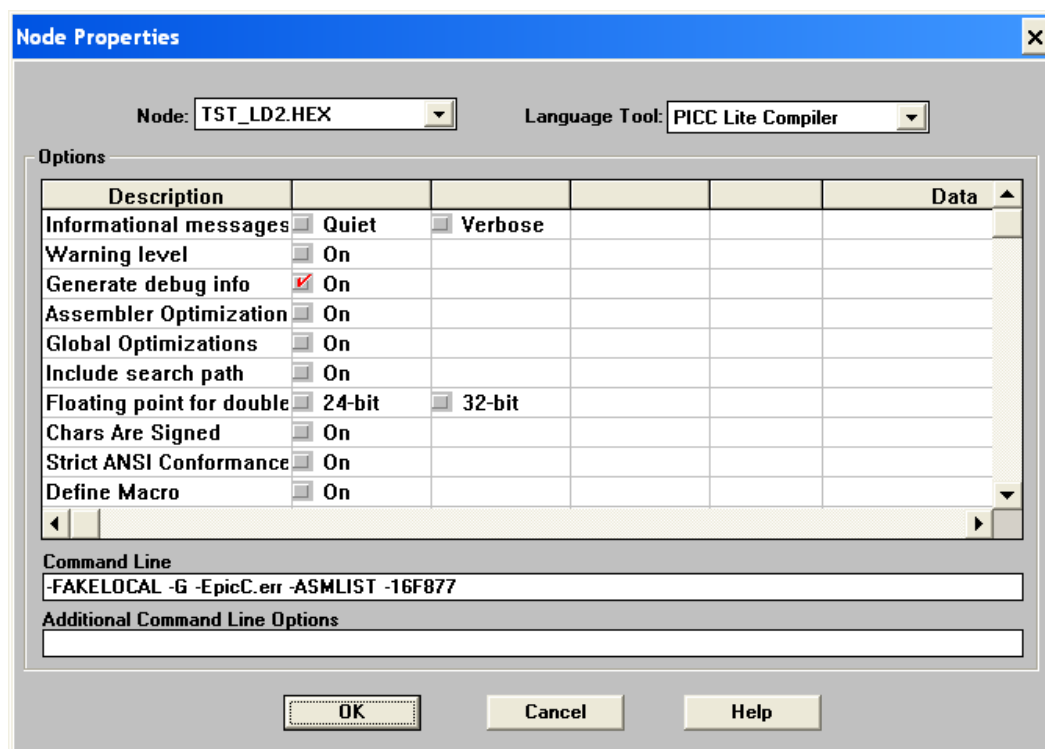 Node Properties
Node: TST_LD2.HEX Language Tool: PICC Lite Compiler
Options
Description Data
Informational messages Quiet Verbose
Warning level On
Generate debug info On
Assembler Optimization On
Global Optimizations On
Include search path On
Floating point for double 24-bit 32-bit
Chars Are Signed On
Strict ANSI Conformance On
Define Macro On
Command Line
-FAKELOCAL -G -EpicC.err -ASMLIST -16F877
Additional Command Line Options
OK Cancel Help